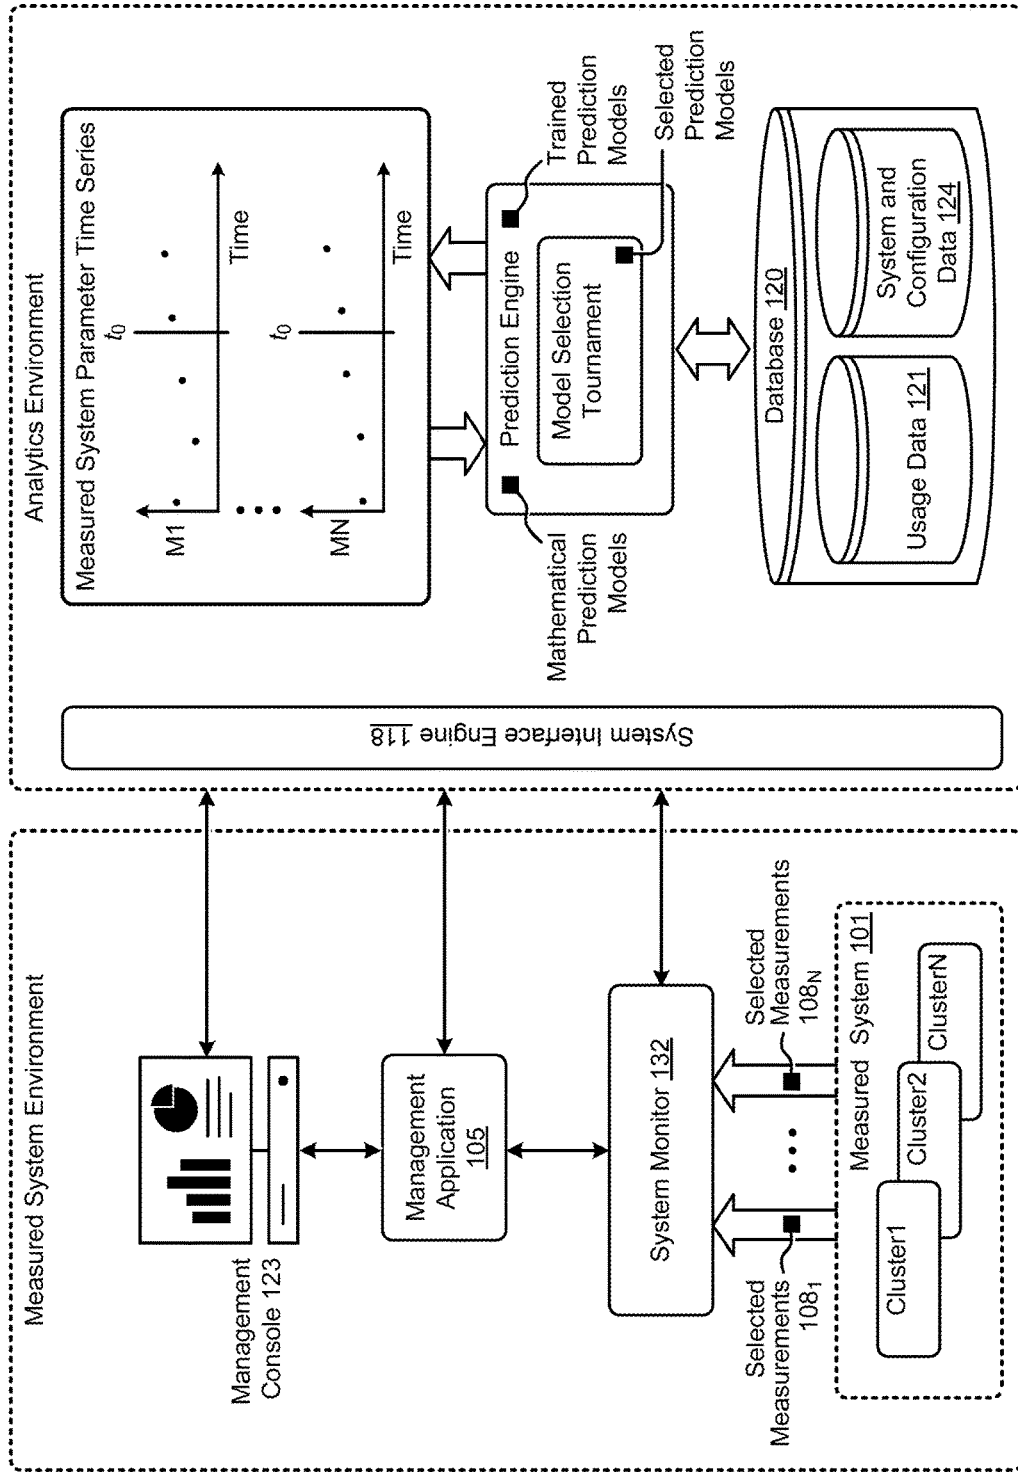 Measured System Environment
Management
Console 123
Management
Application
105
System Monitor 132
Selected
Measurements
108₁
Selected
Measurements
108N
Measured System 101
Cluster1
Cluster2
ClusterN
Analytics Environment
System Interface Engine 118
Measured System Parameter Time Series
M1
t₀
Time
MN
t₀
Time
Mathematical
Prediction
Models
Prediction Engine
Model Selection
Tournament
Trained
Prediction
Models
Selected
Prediction
Models
Database 120
Usage Data 121
System and
Configuration
Data 124